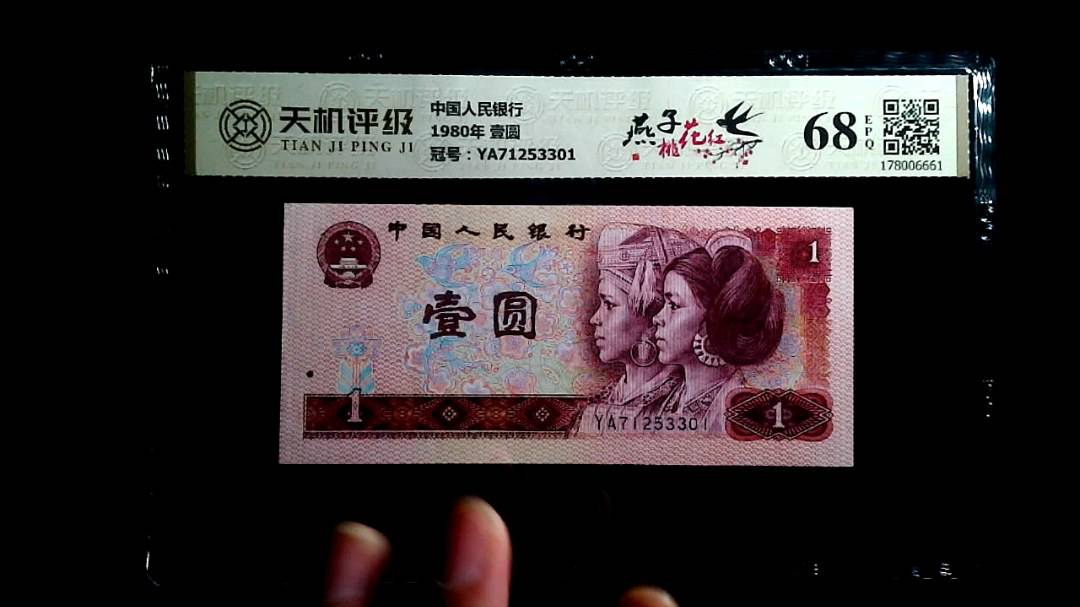 天机评级
TIAN JI PING JI
中国人民银行
1980年 壹圆
冠号：YA71253301
燕子
桃花红
68
EPQ
178006661
中国人民银行
壹圆
1
1
1
YA71253301